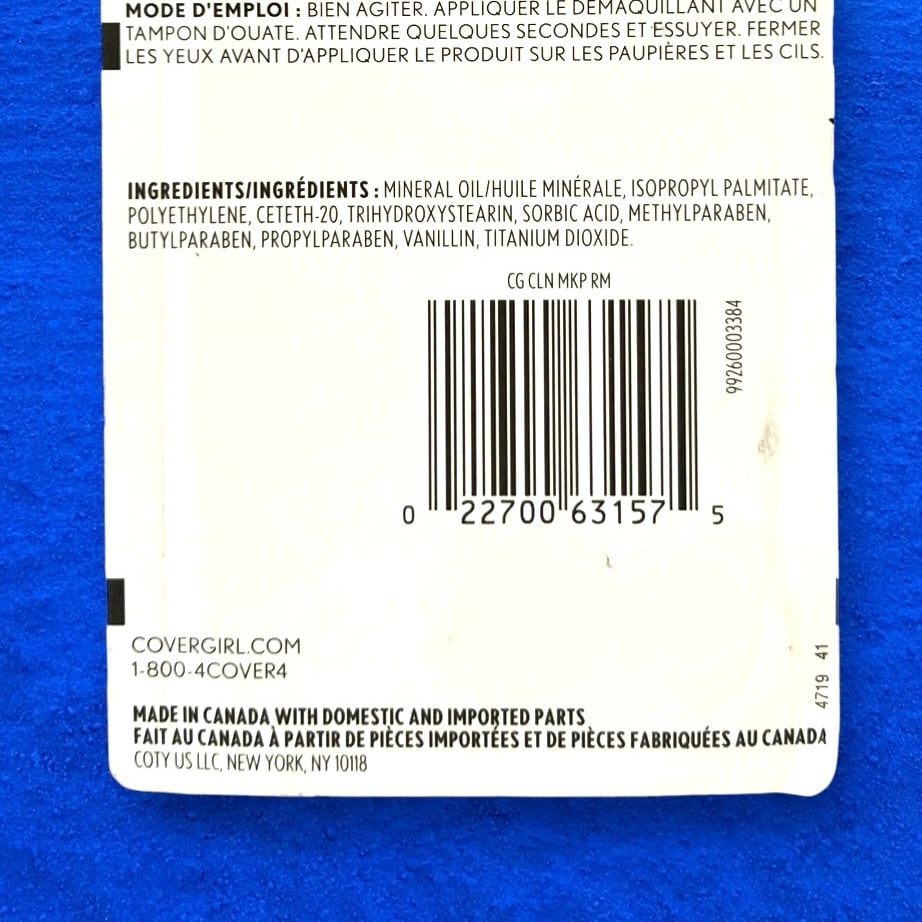 MODE D'EMPLOI : BIEN AGITER. APPLIQUER LE DÉMAQUILLANT AVEC UN
TAMPON D'OUATE. ATTENDRE QUELQUES SECONDES ET ESSUYER. FERMER
LES YEUX AVANT D'APPLIQUER LE PRODUIT SUR LES PAUPIÈRES ET LES CILS.
INGREDIENTS/INGRÉDIENTS : MINERAL OIL/HUILE MINÉRALE, ISOPROPYL PALMITATE,
POLYETHYLENE, CETETH-20, TRIHYDROXYSTEARIN, SORBIC ACID, METHYLPARABEN,
BUTYLPARABEN, PROPYLPARABEN, VANILLIN, TITANIUM DIOXIDE.
CG CLN MKP RM
99260003384
0 22700 63157 5
COVERGIRL.COM
1-800-4COVER4
4719 41
MADE IN CANADA WITH DOMESTIC AND IMPORTED PARTS
FAIT AU CANADA À PARTIR DE PIÈCES IMPORTÉES ET DE PIÈCES FABRIQUÉES AU CANADA
COTY US LLC, NEW YORK, NY 10118